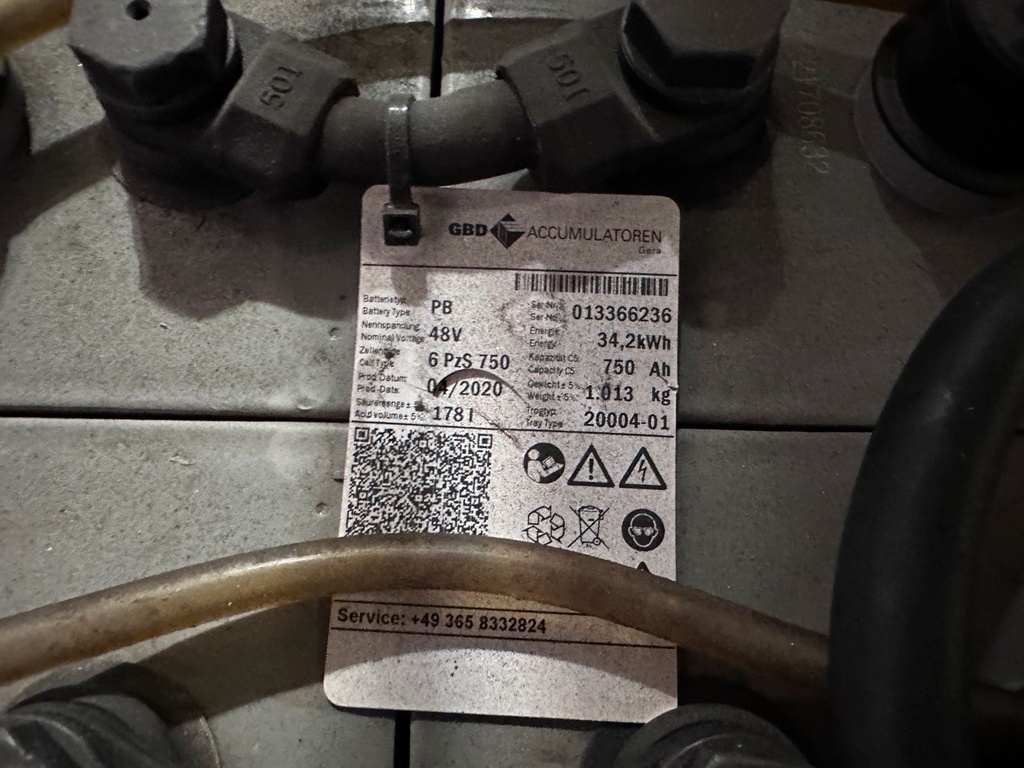 501
501
GBD ACCUMULATOREN
Gera
Batterietyp
Battery Type PB
Ser Nr.
Ser No. 013366236
Nennspannung
Nominal Voltage 48V
Energie
Energy 34,2kWh
Zellentype
Cell Type 6 PzS 750
Kapazität C5
Capacity C5 750 Ah
Prod. Datum
Prod. Date 04/2020
Gewicht ± 5%
Weight ± 5% 1.013 kg
Säuremenge ± 5%
Acid volume ± 5% 178 l
Trogtyp
Tray Type 20004-01
Service: +49 365 8332824